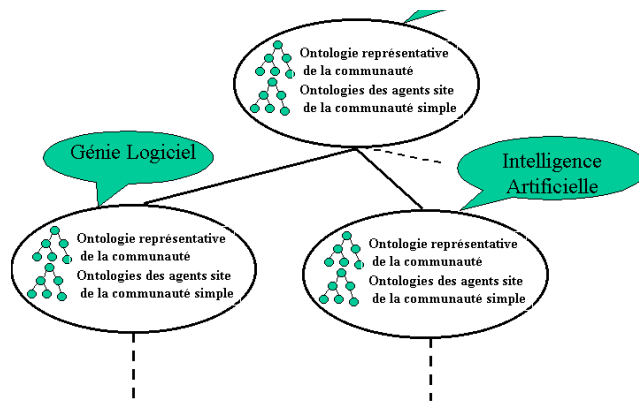 Ontologie représentative
de la communauté
Ontologies des agents site
de la communauté simple
Génie Logiciel
Intelligence
Artificielle
Ontologie représentative
de la communauté
Ontologies des agents site
de la communauté simple
Ontologie représentative
de la communauté
Ontologies des agents site
de la communauté simple